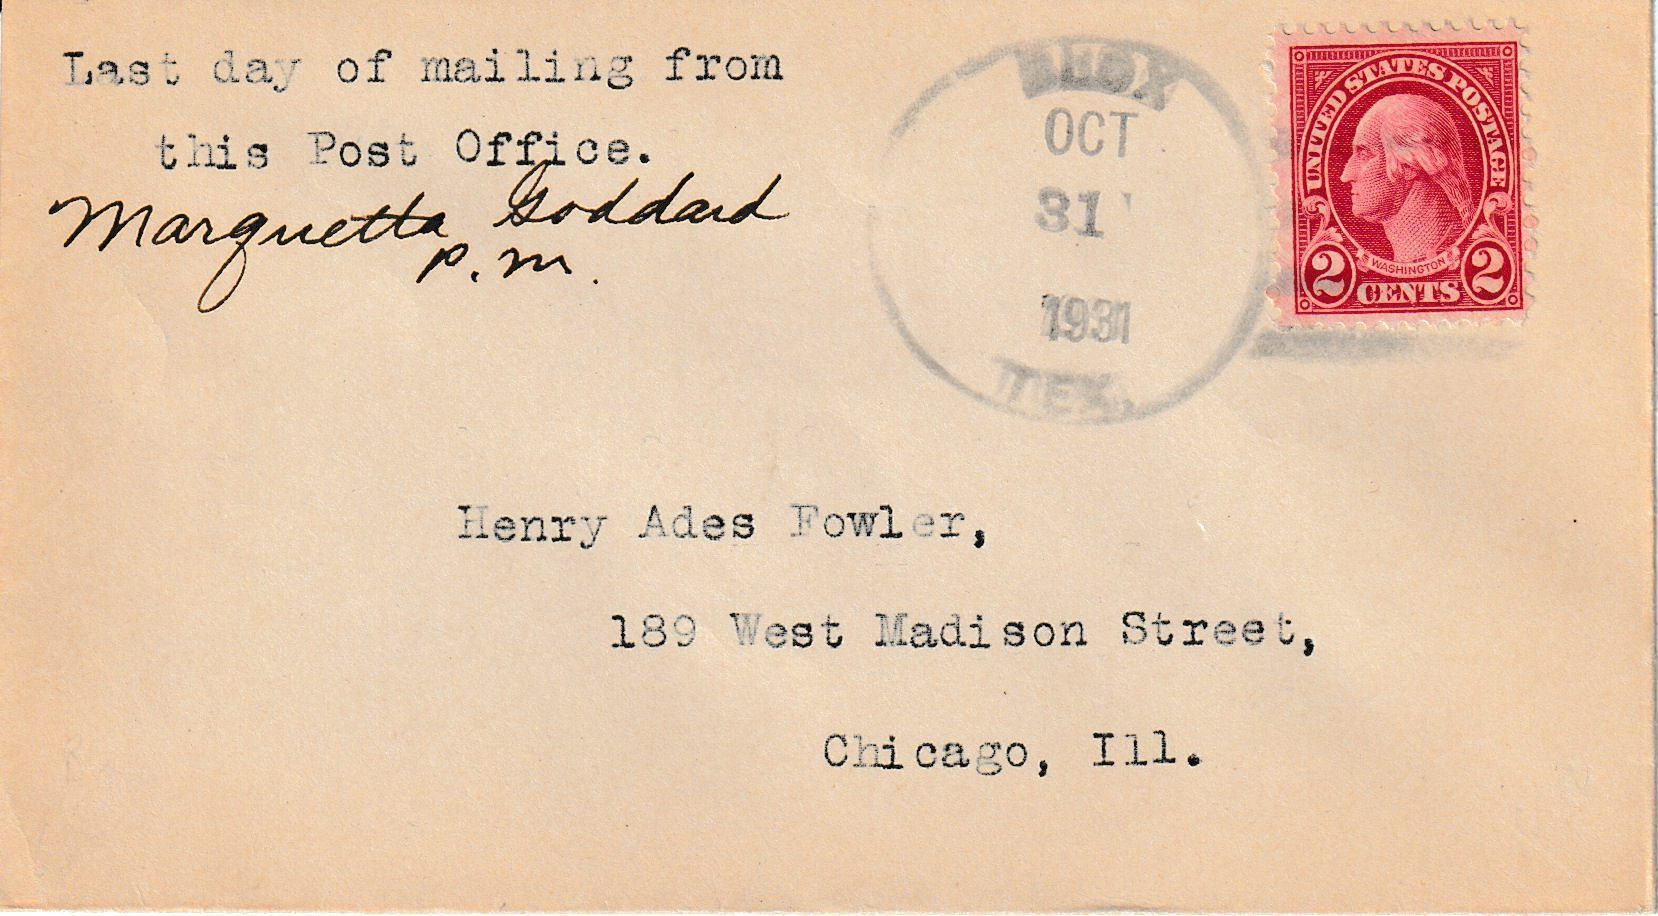 Last day of mailing from
this Post Office.
Marguetta Goddard
P.M.
OCT
31
1931
TEX.
UNITED STATES POSTAGE
WASHINGTON
2 CENTS 2
Henry Ades Fowler,
189 West Madison Street,
Chicago, Ill.